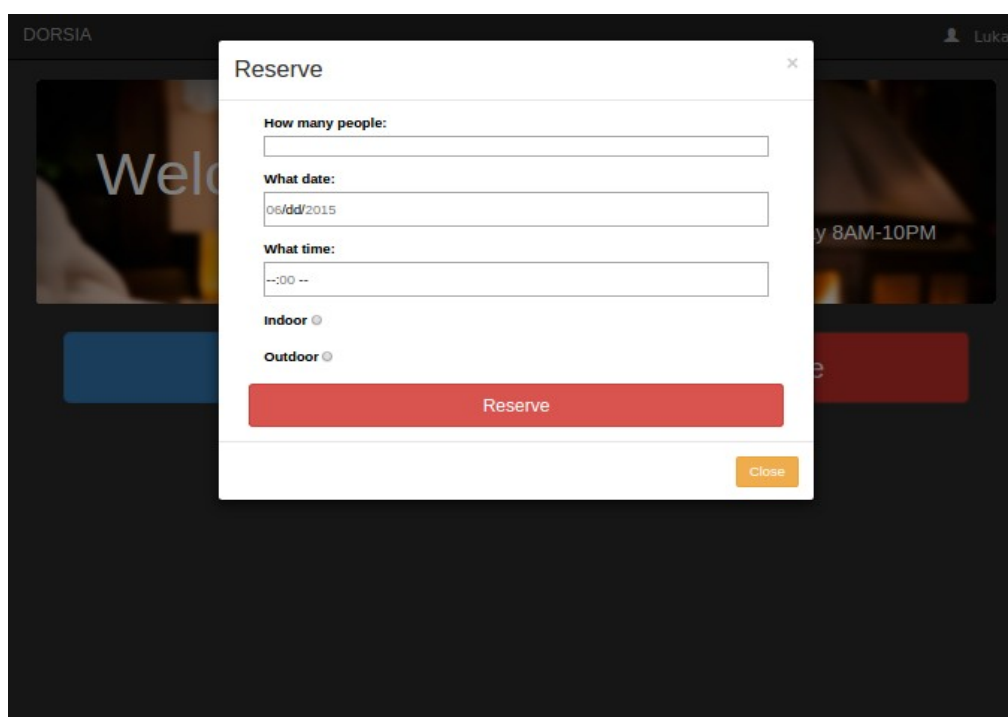 DORSIA
Luka
Reserve
×
Welc
y 8AM-10PM
How many people:
What date:
06/dd/2015
What time:
--:00 --
Indoor
Outdoor
Reserve
e
Close